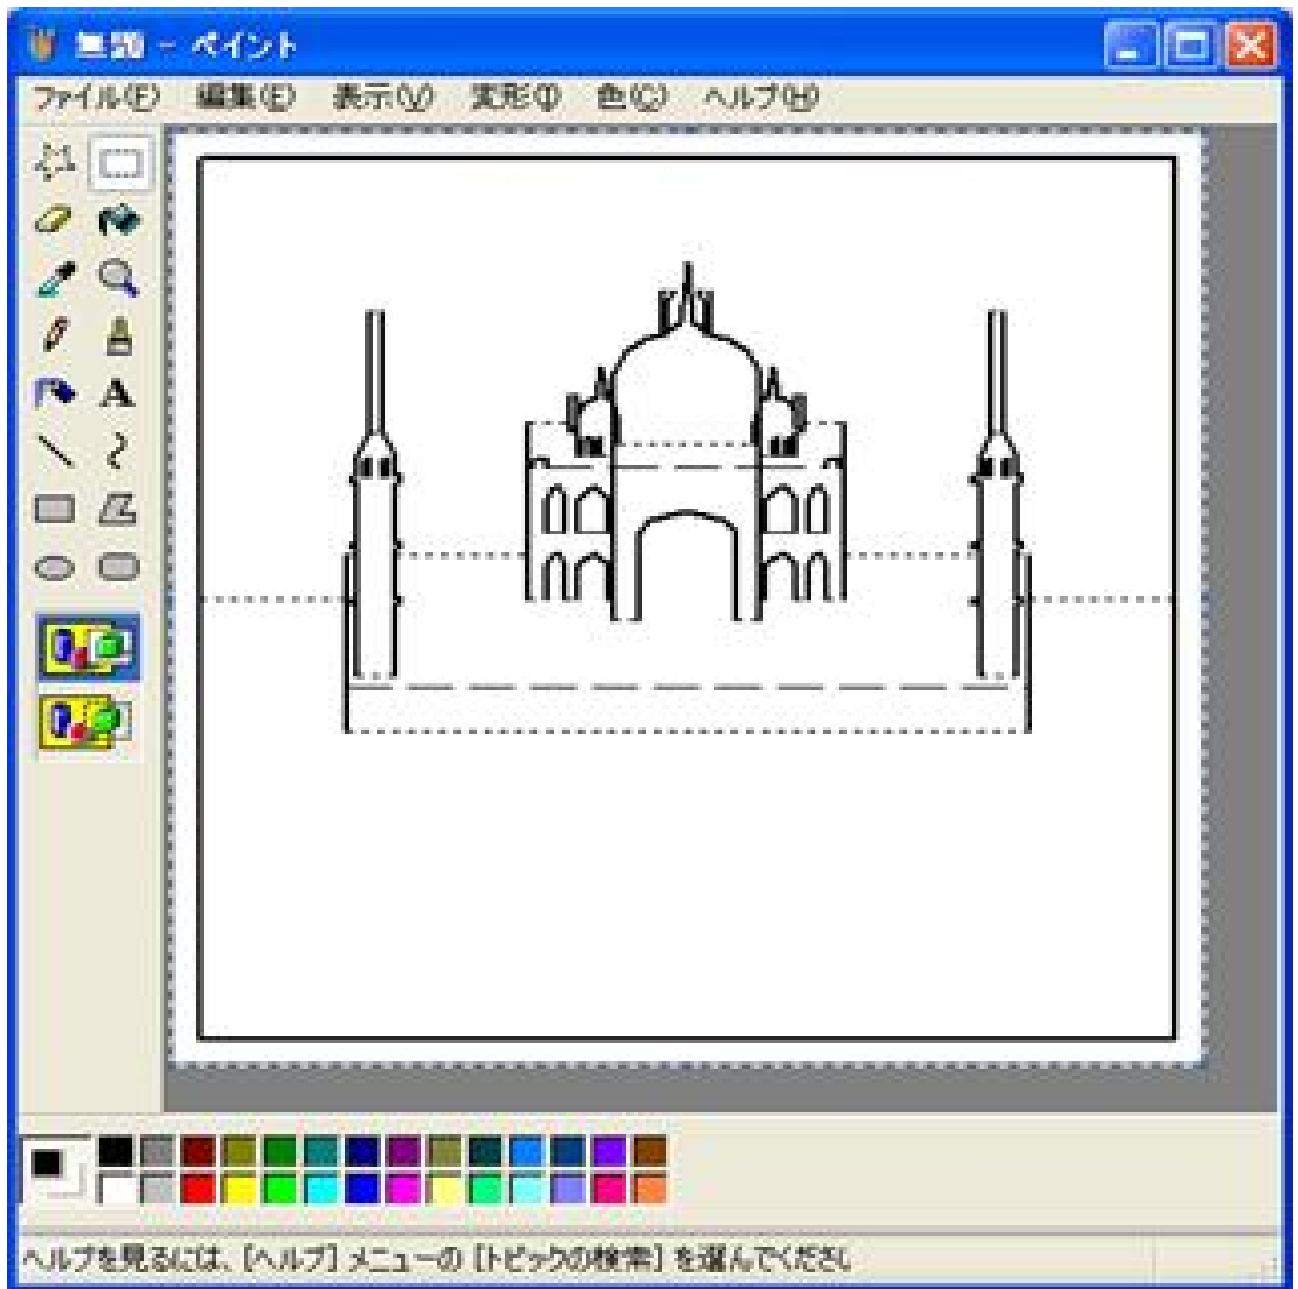 無題 - ペイント
ファイル(F) 編集(E) 表示(V) 変形(I) 色(C) ヘルプ(H)
A
ヘルプを見るには、[ヘルプ] メニューの [トピックの検索] を選んでくださ